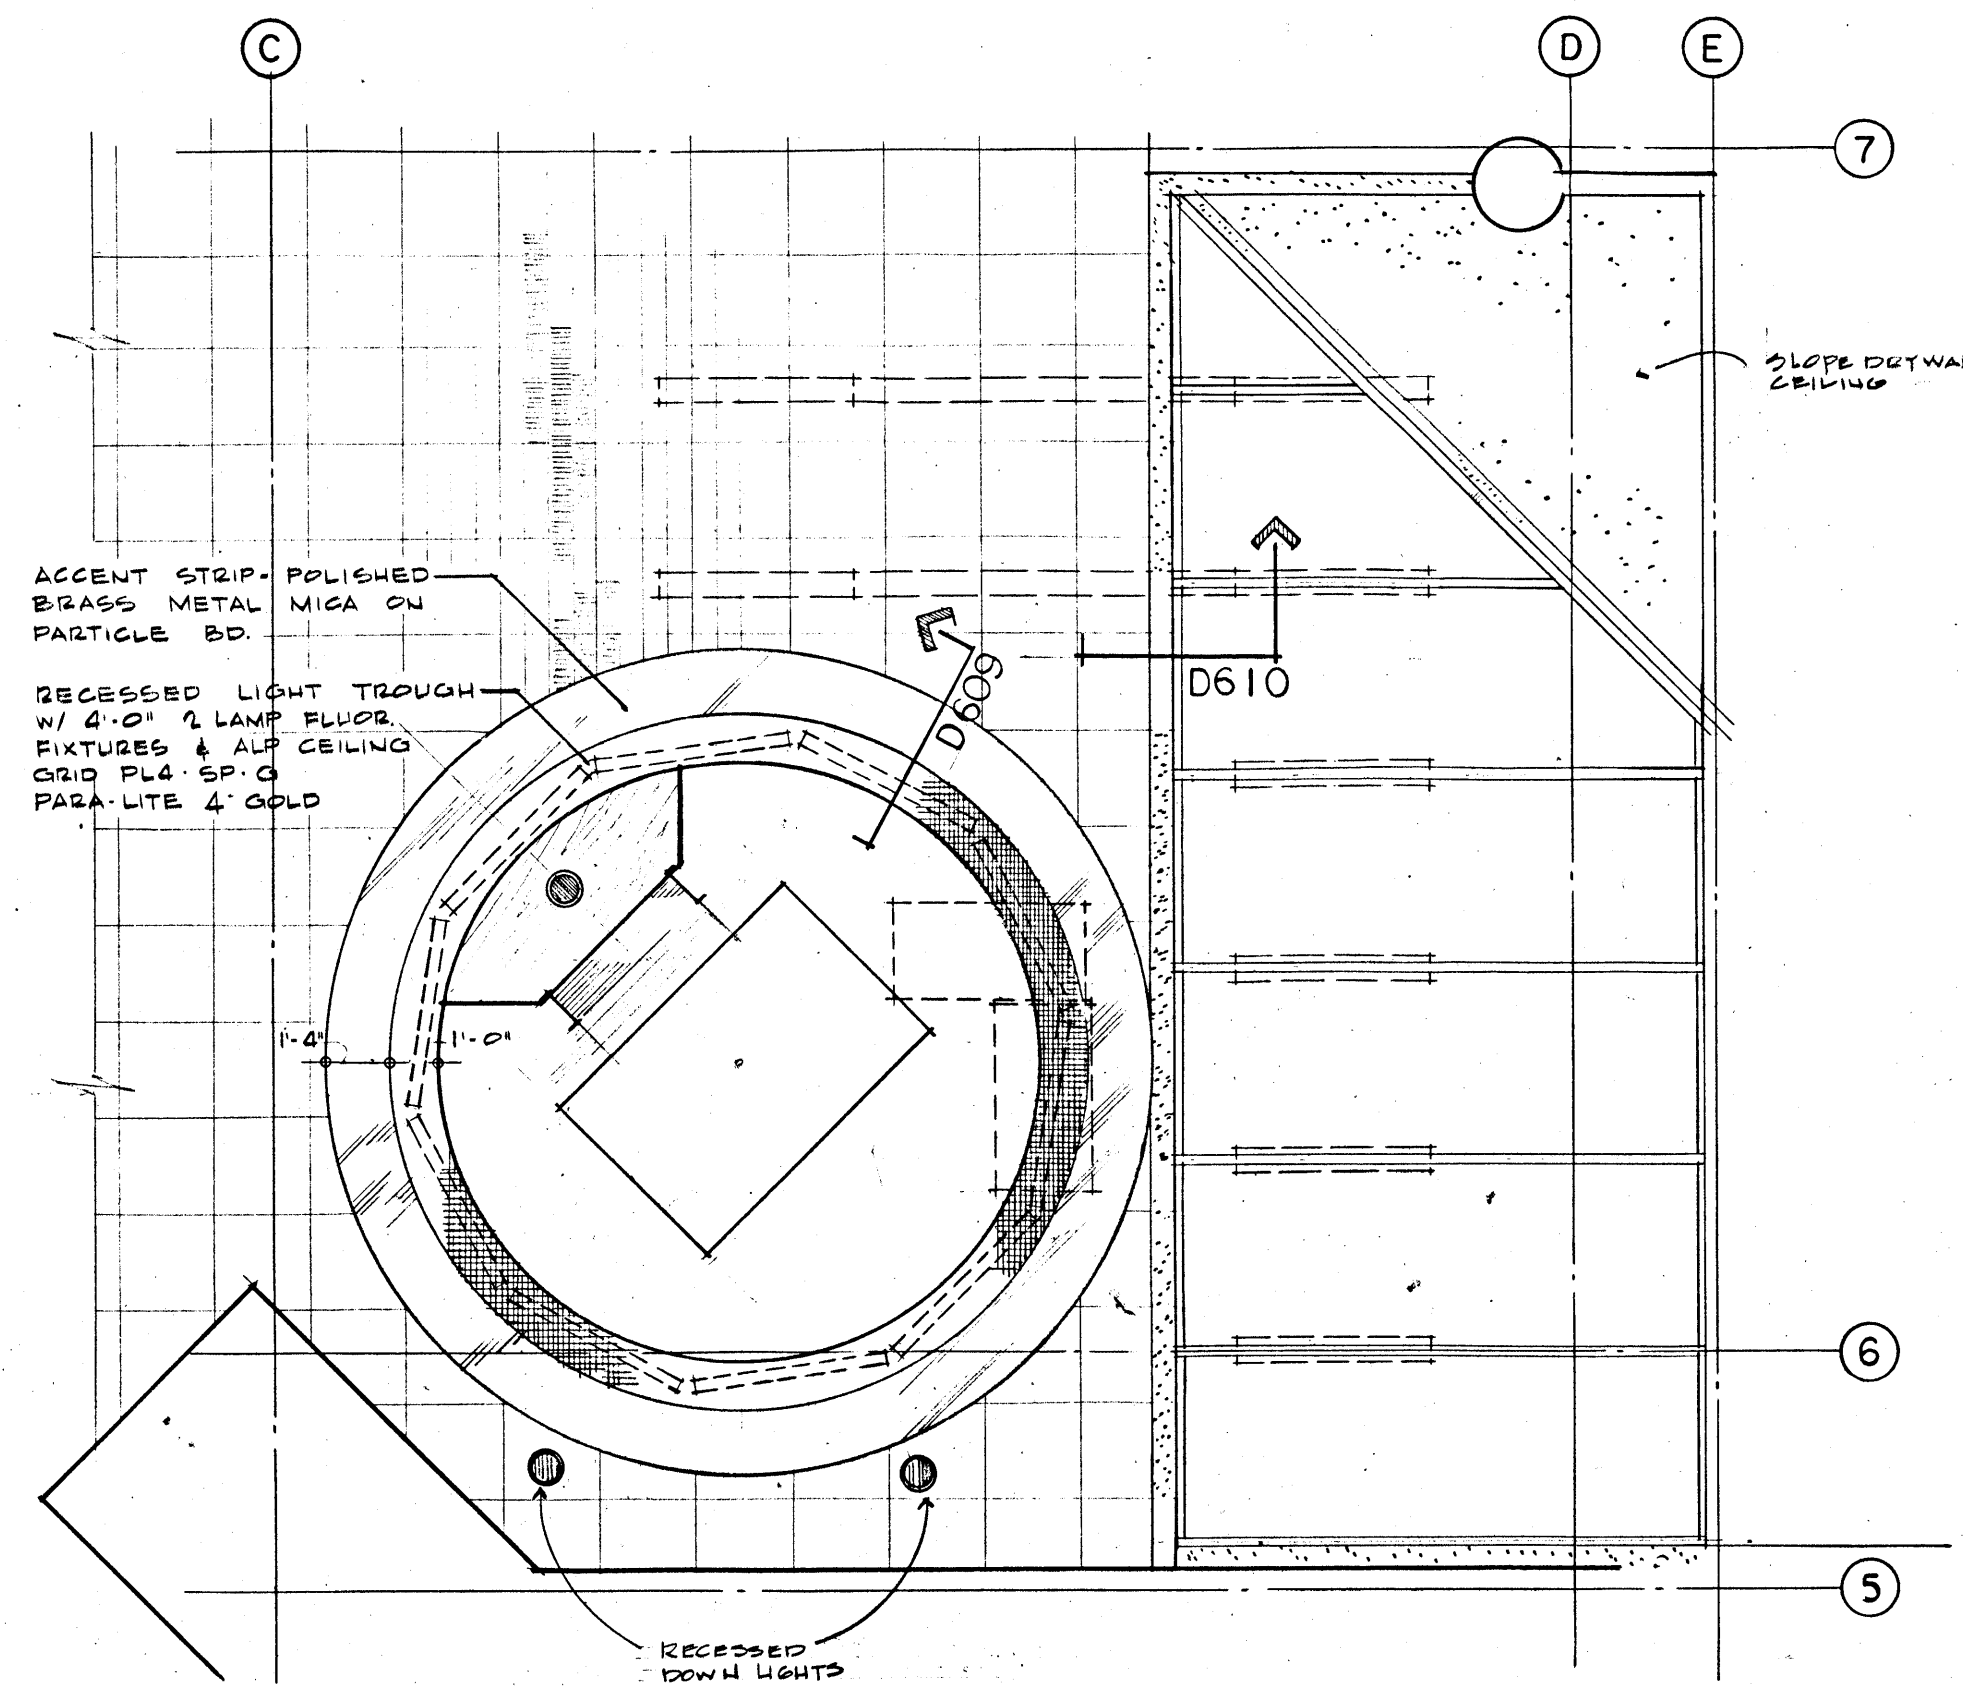 C
D
E
7
SLOPE DRYWAL
CEILING
ACCENT STRIP- POLISHED
BRASS METAL MICA ON
PARTICLE BD.
RECESSED LIGHT TROUGH
W/ 4'-0" 2 LAMP FLUOR.
FIXTURES & ALP CEILING
GRID PL4·SP·G
PARA-LITE 4" GOLD
D609
D610
1'-4"
1'-0"
6
5
RECESSED
DOWN LIGHTS